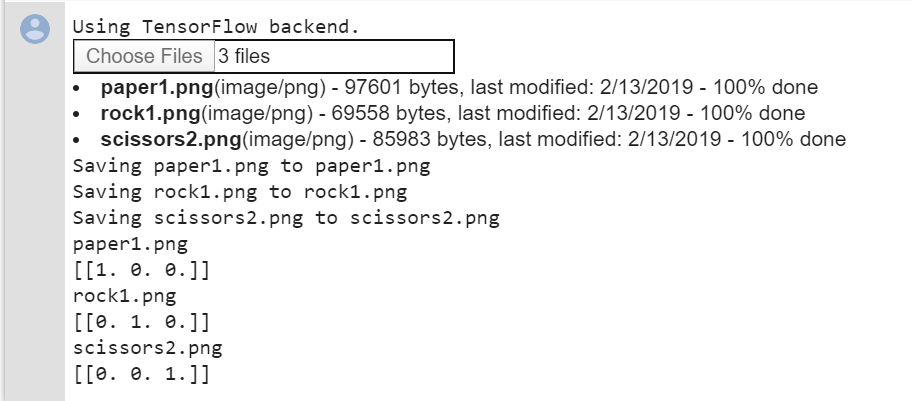 Using TensorFlow backend.
Choose Files 3 files
• paper1.png(image/png) - 97601 bytes, last modified: 2/13/2019 - 100% done
• rock1.png(image/png) - 69558 bytes, last modified: 2/13/2019 - 100% done
• scissors2.png(image/png) - 85983 bytes, last modified: 2/13/2019 - 100% done
Saving paper1.png to paper1.png
Saving rock1.png to rock1.png
Saving scissors2.png to scissors2.png
paper1.png
[[1. 0. 0.]]
rock1.png
[[0. 1. 0.]]
scissors2.png
[[0. 0. 1.]]